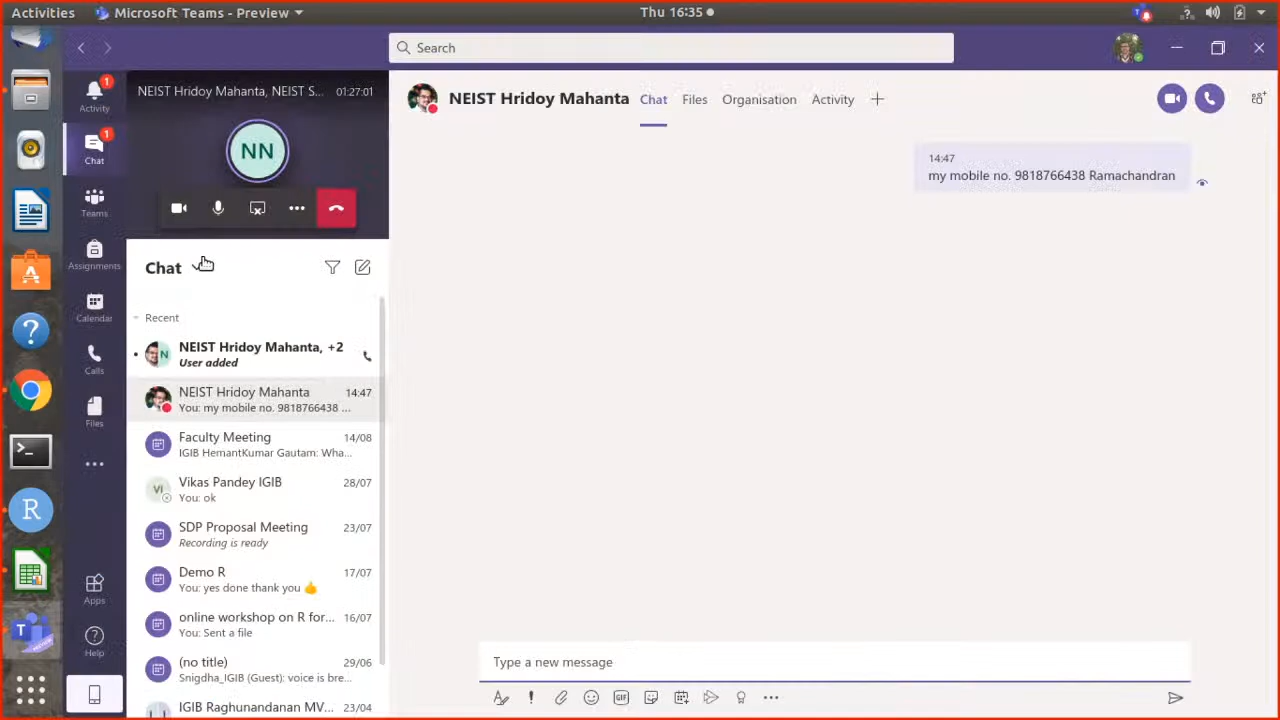 Activities
Microsoft Teams - Preview
Thu 16:35
Search
NEIST Hridoy Mahanta, NEIST S...
01:27:01
NN
1
Activity
1
Chat
Teams
Assignments
Calendar
Calls
Files
Apps
Help
Chat
Recent
NEIST Hridoy Mahanta, +2
User added
N
NEIST Hridoy Mahanta
14:47
You: my mobile no. 9818766438 ...
Faculty Meeting
14/08
IGIB HemantKumar Gautam: Wha...
VI
Vikas Pandey IGIB
28/07
You: ok
SDP Proposal Meeting
23/07
Recording is ready
Demo R
17/07
You: yes done thank you 👍
online workshop on R for...
16/07
You: Sent a file
(no title)
29/06
Snigdha_IGIB (Guest): voice is bre...
IGIB Raghunandanan MV...
23/04
NEIST Hridoy Mahanta
Chat
Files
Organisation
Activity
14:47
my mobile no. 9818766438 Ramachandran
Type a new message
GIF